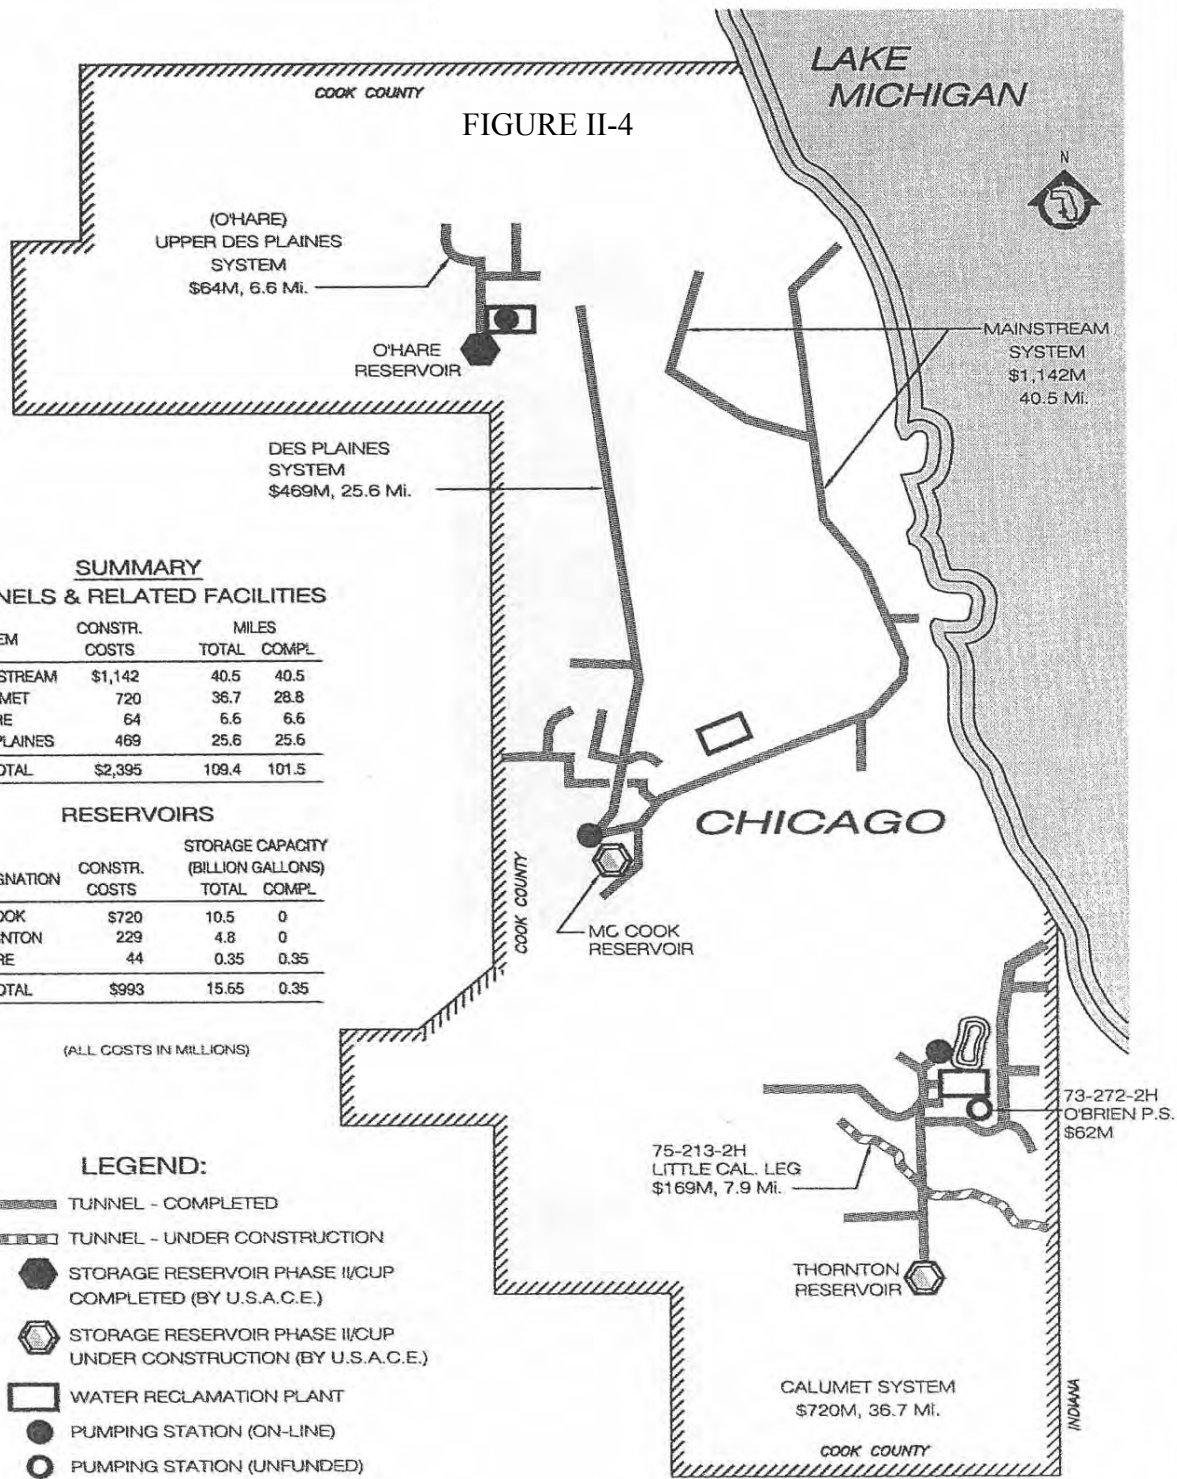 LAKE
MICHIGAN
COOK COUNTY
FIGURE II-4
N
(O'HARE)
UPPER DES PLAINES
SYSTEM
$64M, 6.6 Mi.
O'HARE
RESERVOIR
MAINSTREAM
SYSTEM
$1,142M
40.5 Mi.
DES PLAINES
SYSTEM
$469M, 25.6 Mi.
SUMMARY
NELS & RELATED FACILITIES
EM CONSTR. COSTS MILES TOTAL COMPL
STREAM $1,142 40.5 40.5
MET 720 36.7 28.8
RE 64 6.6 6.6
PLAINES 469 25.6 25.6
OTAL $2,395 109.4 101.5
RESERVOIRS
GNATION CONSTR. COSTS STORAGE CAPACITY (BILLION GALLONS) TOTAL COMPL
OOK $720 10.5 0
NTON 229 4.8 0
RE 44 0.35 0.35
OTAL $993 15.65 0.35
(ALL COSTS IN MILLIONS)
CHICAGO
COOK COUNTY
MC COOK
RESERVOIR
73-272-2H
O'BRIEN P.S.
$62M
75-213-2H
LITTLE CAL. LEG
$169M, 7.9 Mi.
THORNTON
RESERVOIR
CALUMET SYSTEM
$720M, 36.7 MI.
INDIANA
COOK COUNTY
LEGEND:
TUNNEL - COMPLETED
TUNNEL - UNDER CONSTRUCTION
STORAGE RESERVOIR PHASE II/CUP
COMPLETED (BY U.S.A.C.E.)
STORAGE RESERVOIR PHASE II/CUP
UNDER CONSTRUCTION (BY U.S.A.C.E.)
WATER RECLAMATION PLANT
PUMPING STATION (ON-LINE)
PUMPING STATION (UNFUNDED)